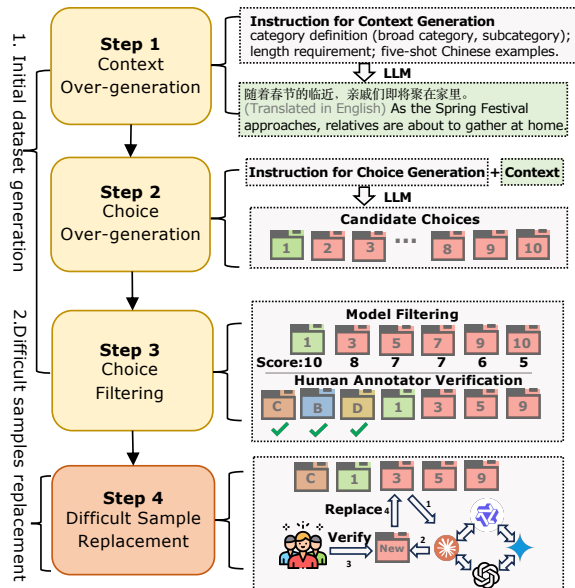 1. Initial dataset generation
2.Difficult samples replacement
Step 1
Context
Over-generation
Instruction for Context Generation
category definition (broad category, subcategory);
length requirement; five-shot Chinese examples.
LLM
随着春节的临近，亲戚们即将聚在家里。
(Translated in English) As the Spring Festival
approaches, relatives are about to gather at home.
Step 2
Choice
Over-generation
Instruction for Choice Generation + Context
LLM
Candidate Choices
1 2 3 ... 8 9 10
Step 3
Choice
Filtering
Model Filtering
1 3 5 7 9 10
Score:10 8 7 7 6 5
Human Annotator Verification
C B D 1 3 5 9
Step 4
Difficult Sample
Replacement
C 1 3 5 9
Replace 4 1
Verify New 2
3